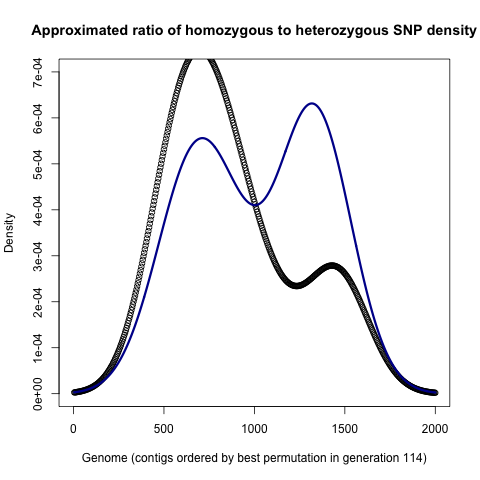 Approximated ratio of homozygous to heterozygous SNP density
Density
7e-04
6e-04
5e-04
4e-04
3e-04
2e-04
1e-04
0e+00
0 500 1000 1500 2000
Genome (contigs ordered by best permutation in generation 114)